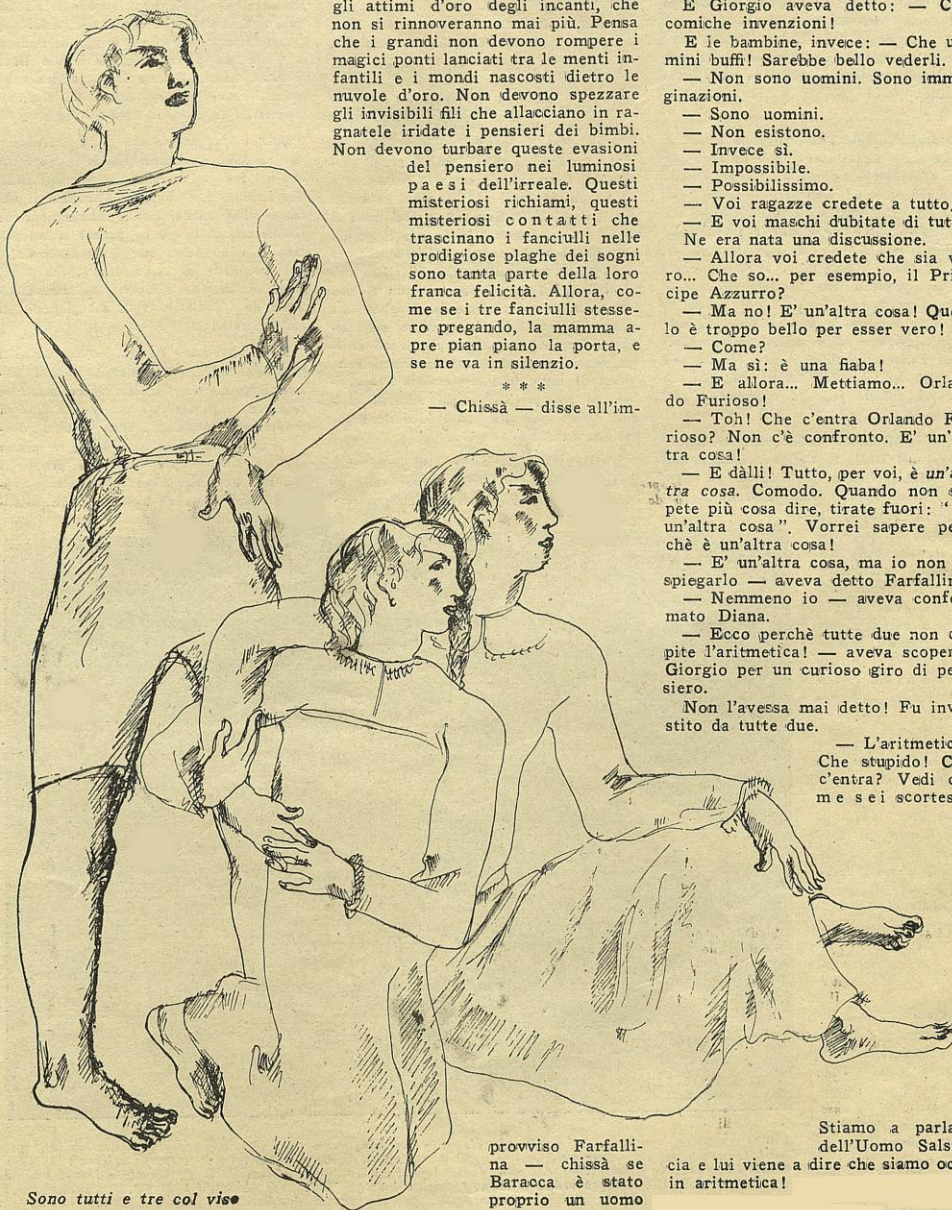 gli attimi d'oro degli incanti, che
non si rinnoveranno mai più. Pensa
che i grandi non devono rompere i
magici ponti lanciati tra le menti in-
fantili e i mondi nascosti dietro le
nuvole d'oro. Non devono spezzare
gli invisibili fili che allacciano in ra-
gnatele iridate i pensieri dei bimbi.
Non devono turbare queste evasioni
del pensiero nei luminosi
paesi dell'irreale. Questi
misteriosi richiami, questi
misteriosi contatti che
trascinano i fanciulli nelle
prodigiose plaghe dei sogni
sono tanta parte della loro
franca felicità. Allora, co-
me se i tre fanciulli stesse-
ro pregando, la mamma a-
pre pian piano la porta, e
se ne va in silenzio.
* * *
— Chissà — disse all'im-
provviso Farfalli-
na — chissà se
Baracca è stato
proprio un uomo
E Giorgio aveva detto: — C
comiche invenzioni!
E le bambine, invece: — Che u
mini buffi! Sarebbe bello vederli.
— Non sono uomini. Sono imm
ginazioni.
— Sono uomini.
— Non esistono.
— Invece sì.
— Impossibile.
— Possibilissimo.
— Voi ragazze credete a tutto,
— E voi maschi dubitate di tut
Ne era nata una discussione.
— Allora voi credete che sia v
ro... Che so... per esempio, il Pri
cipe Azzurro?
— Ma no! E' un'altra cosa! Que
lo è troppo bello per esser vero!
— Come?
— Ma sì: è una fiaba!
— E allora... Mettiamo... Orla
do Furioso!
— Toh! Che c'entra Orlando F
rioso? Non c'è confronto. E' un'
tra cosa!
— E dàlli! Tutto, per voi, è un'a
tra cosa. Comodo. Quando non
pete più cosa dire, tirate fuori: "
un'altra cosa". Vorrei sapere pe
chè è un'altra cosa!
— E' un'altra cosa, ma io non
spiegarlo — aveva detto Farfallin
— Nemmeno io — aveva confe
mato Diana.
— Ecco perchè tutte due non c
pite l'aritmetica! — aveva scoper
Giorgio per un curioso giro di pe
siero.
Non l'avessa mai detto! Fu inv
stito da tutte due.
— L'aritmetic
Che stupido! C
c'entra? Vedi c
me sei scortes
Stiamo a parla
dell'Uomo Sals
cia e lui viene a dire che siamo oc
in aritmetica!
Sono tutti e tre col viso